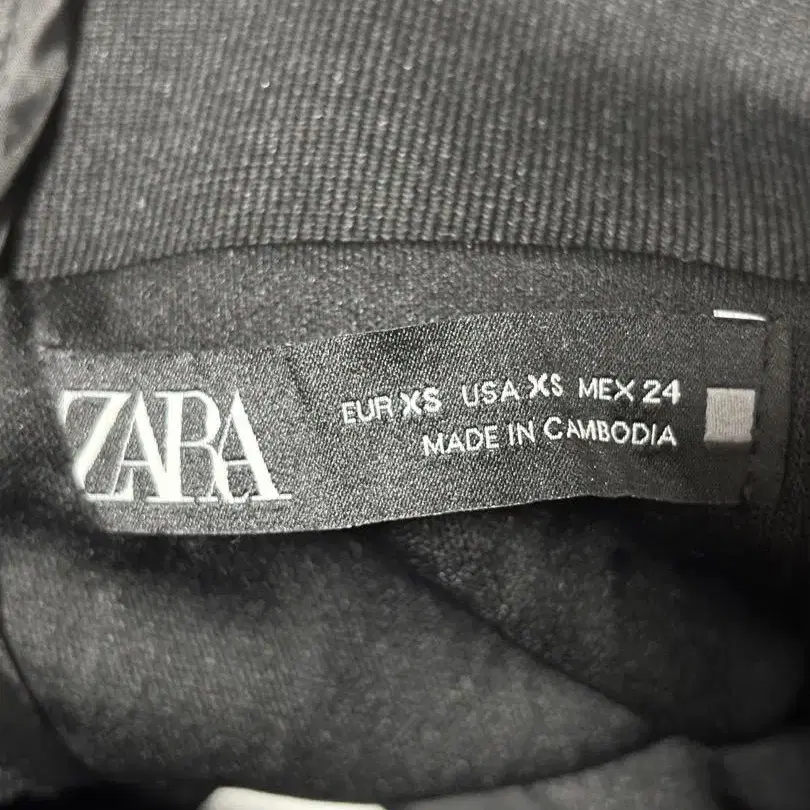 ZARA
EUR XS USA XS MEX 24
MADE IN CAMBODIA